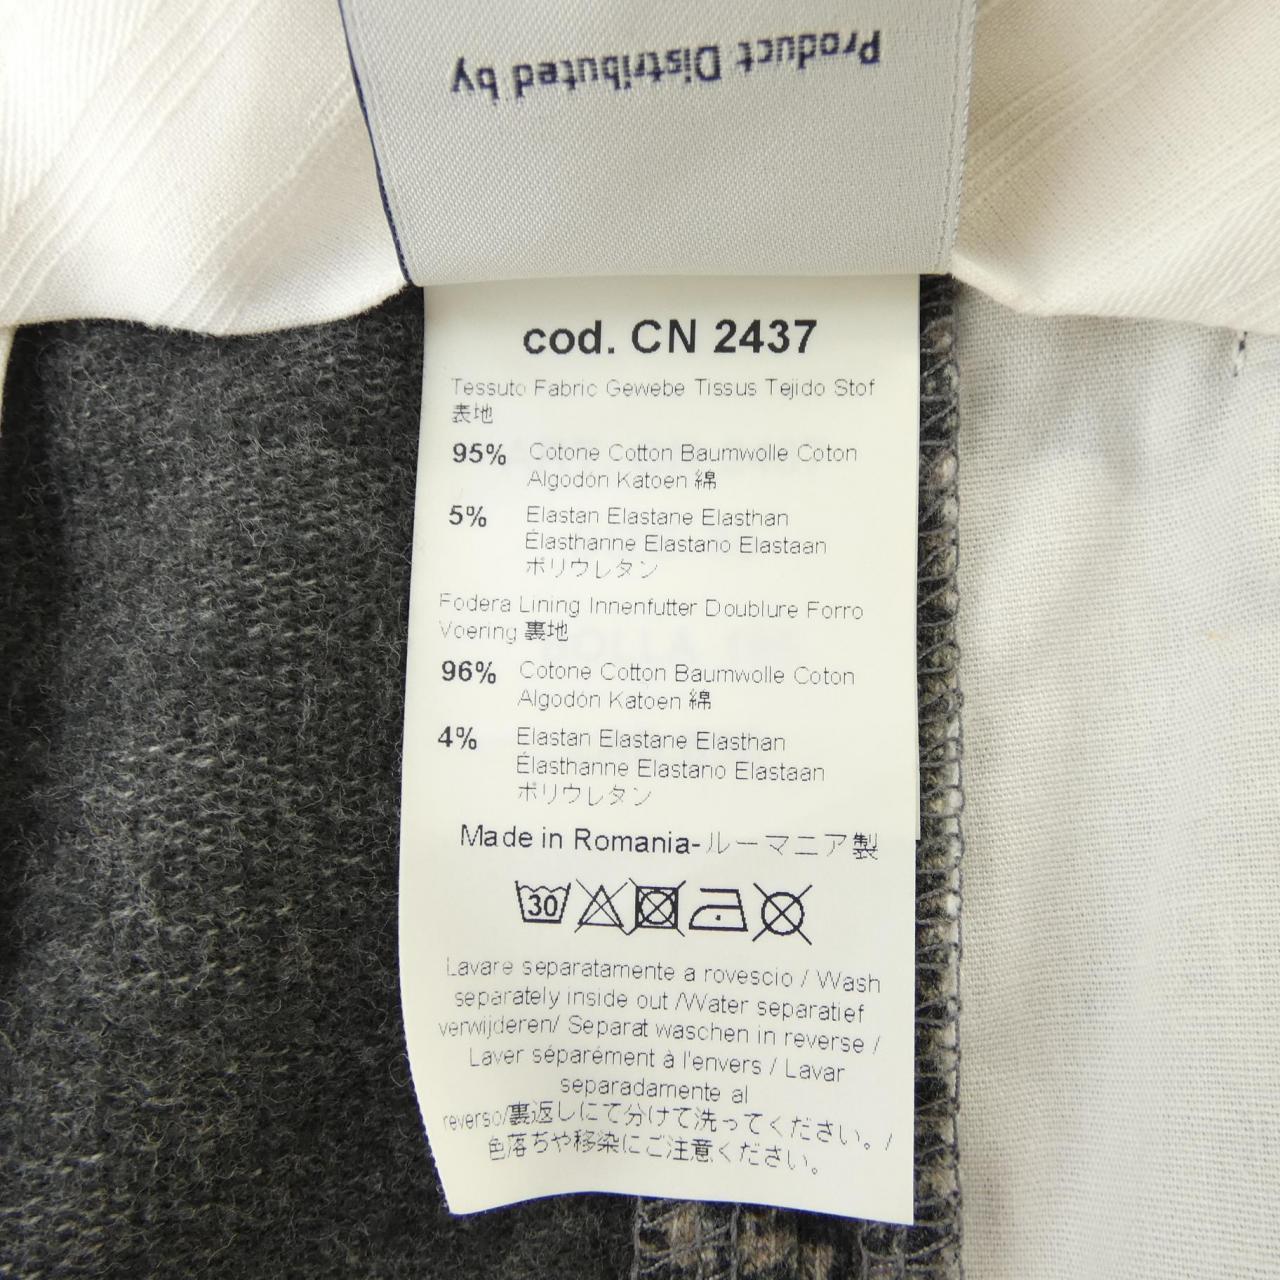 Product Distributed by
cod. CN 2437
Tessuto Fabric Gewebe Tissus Tejido Stof
表地
95% Cotone Cotton Baumwolle Coton
Algodón Katoen 綿
5% Elastan Elastane Elasthan
Élasthanne Elastano Elastaan
ポリウレタン
Fodera Lining Innenfutter Doublure Forro
Voering 裏地
96% Cotone Cotton Baumwolle Coton
Algodón Katoen 綿
4% Elastan Elastane Elasthan
Élasthanne Elastano Elastaan
ポリウレタン
Made in Romania-ルーマニア製
30
Lavare separatamente a rovescio / Wash
separately inside out /Water separatief
verwijderen/ Separat waschen in reverse /
Laver séparément à l'envers / Lavar
separadamente al
reverso/裏返しにて分けて洗ってください。/
色落ちや移染にご注意ください。